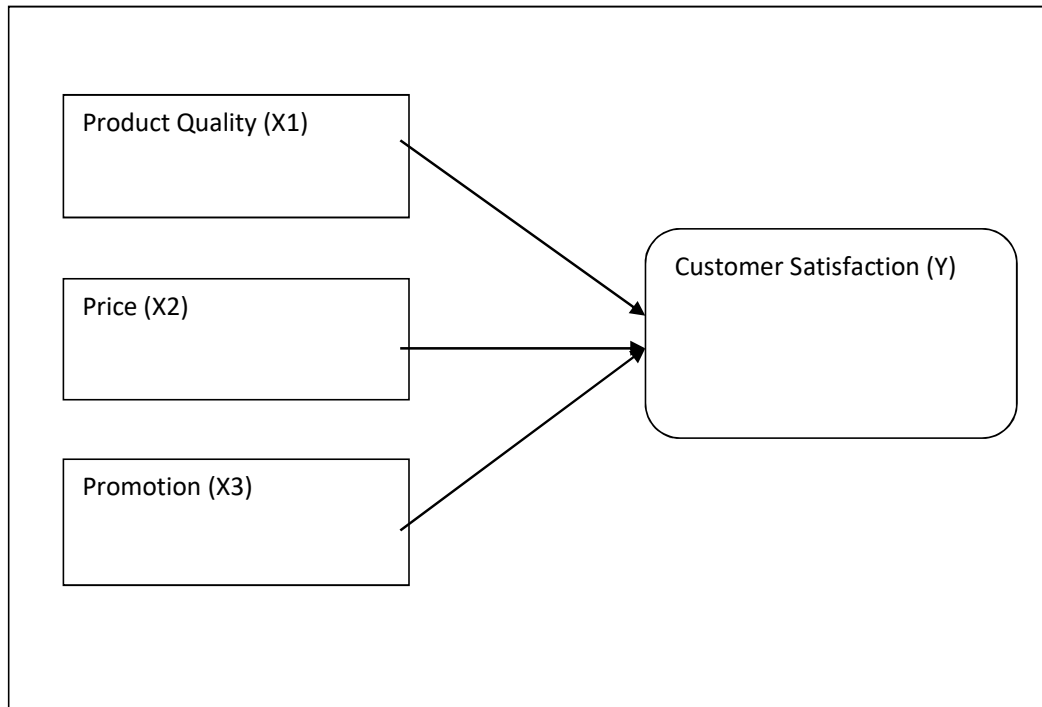 Product Quality (X1)
Price (X2)
Promotion (X3)
Customer Satisfaction (Y)